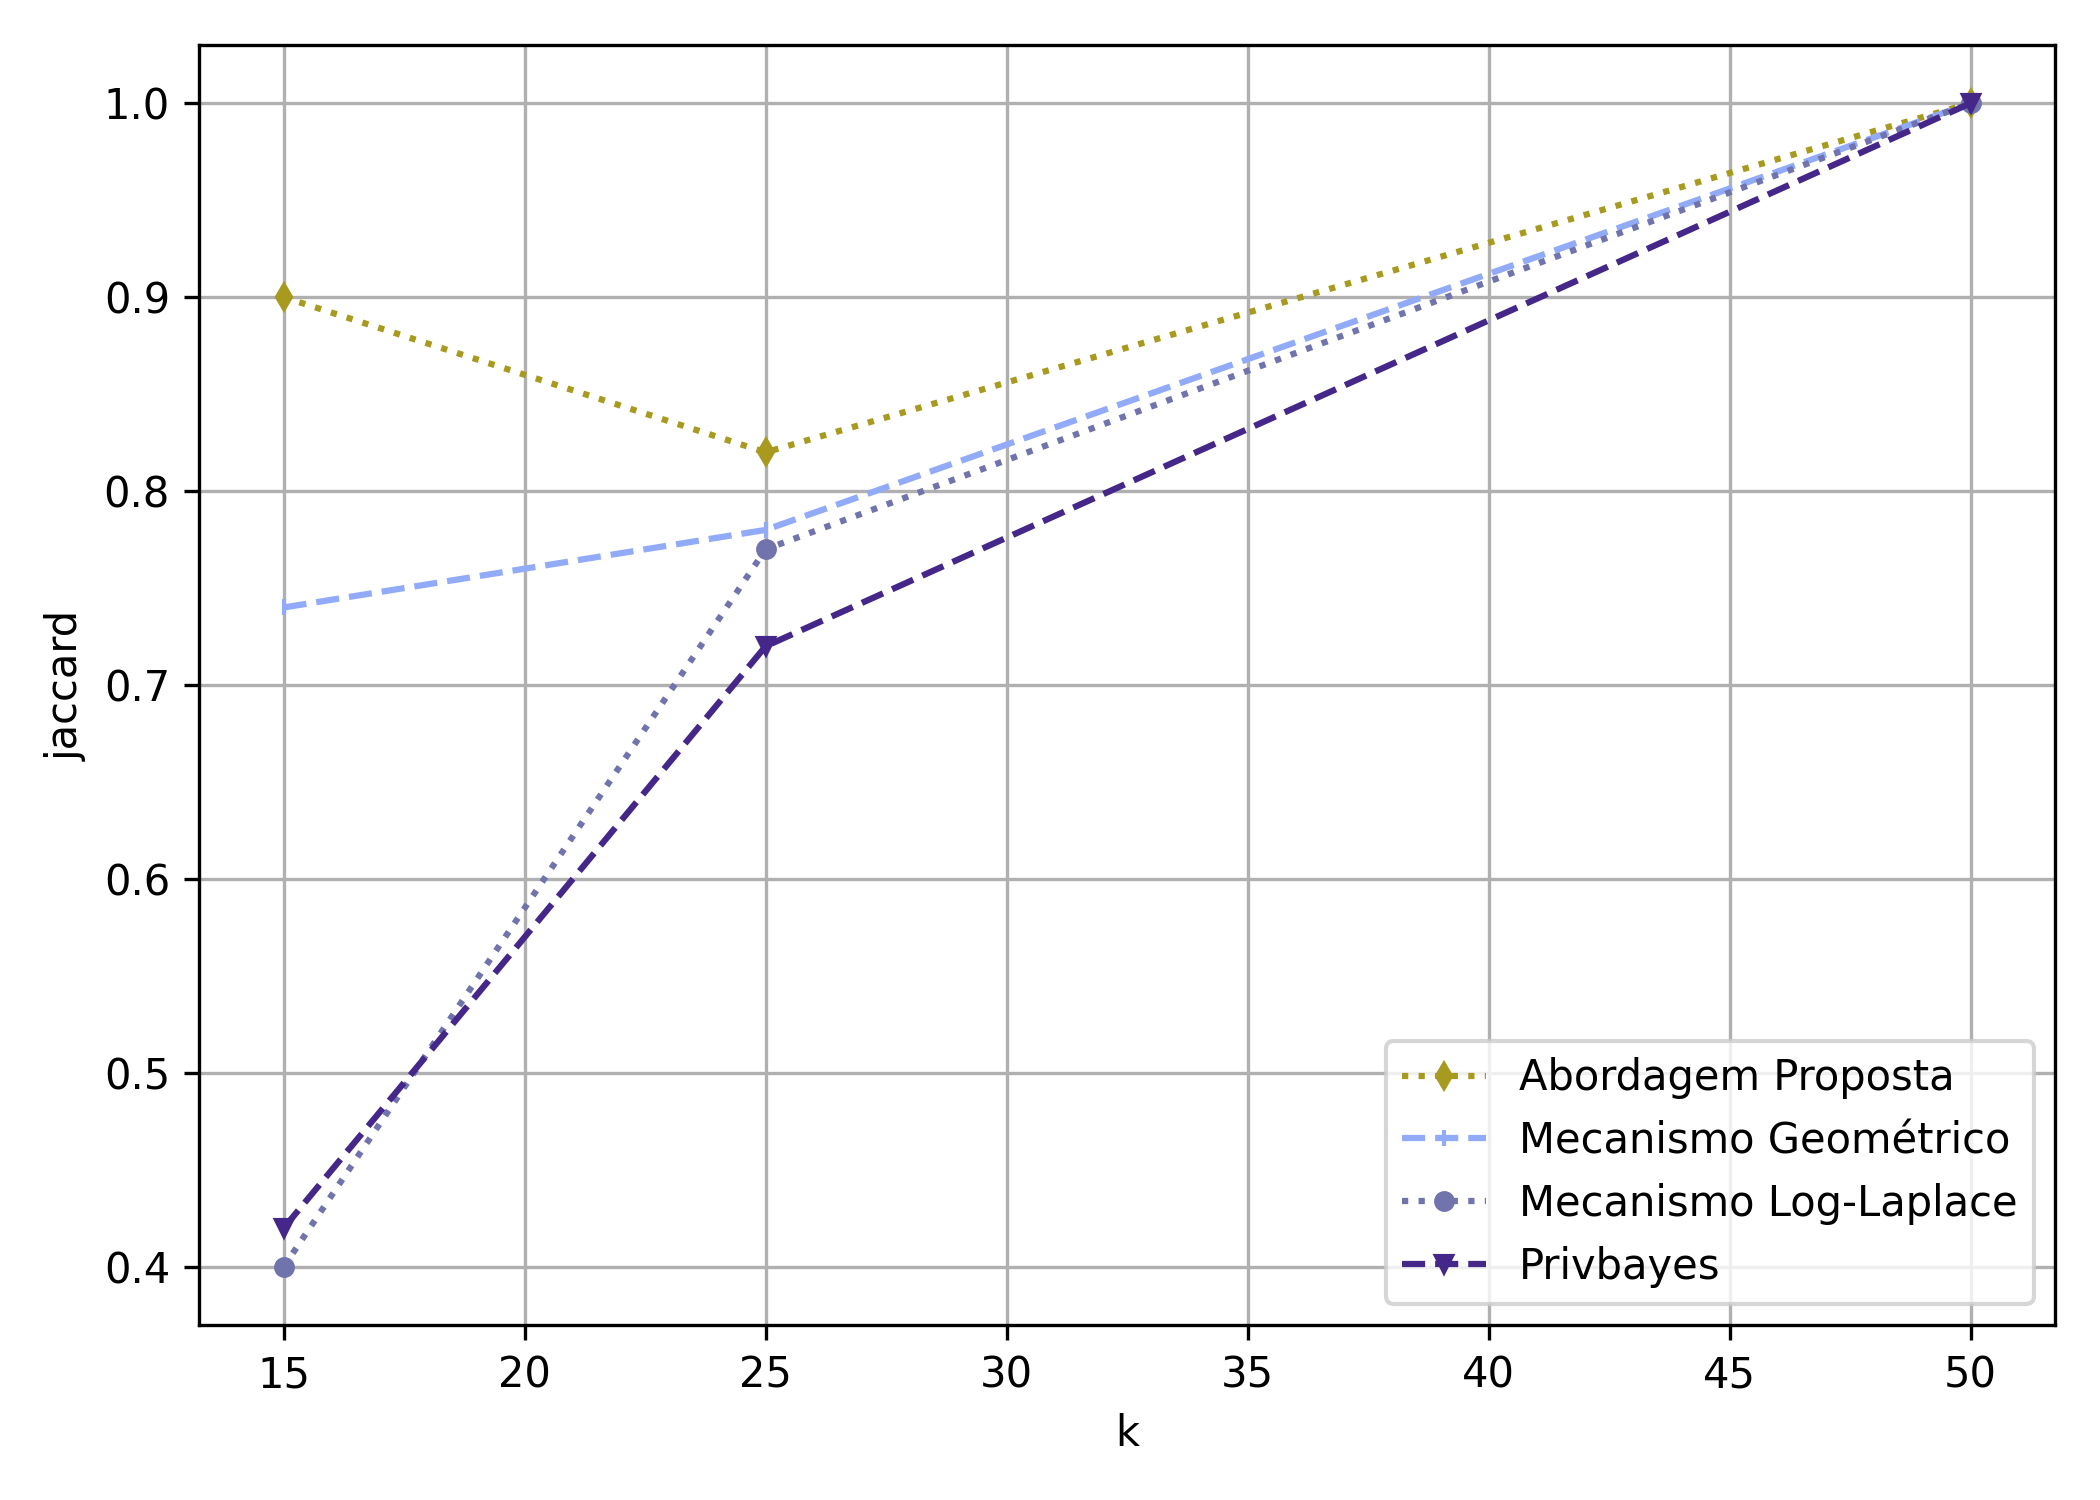 1.0
0.9
0.8
0.7
0.6
0.5
0.4
jaccard
15 20 25 30 35 40 45 50
k
Abordagem Proposta
Mecanismo Geométrico
Mecanismo Log-Laplace
Privbayes